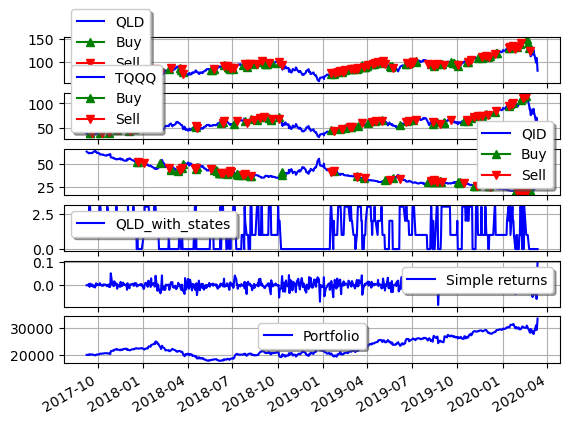 QLD
Buy
Sell
150
100
TQQQ
Buy
Sell
100
50
QID
Buy
Sell
50
25
QLD_with_states
2.5
0.0
Simple returns
0.1
0.0
Portfolio
30000
20000
2017-10 2018-01 2018-04 2018-07 2018-10 2019-01 2019-04 2019-07 2019-10 2020-01 2020-04